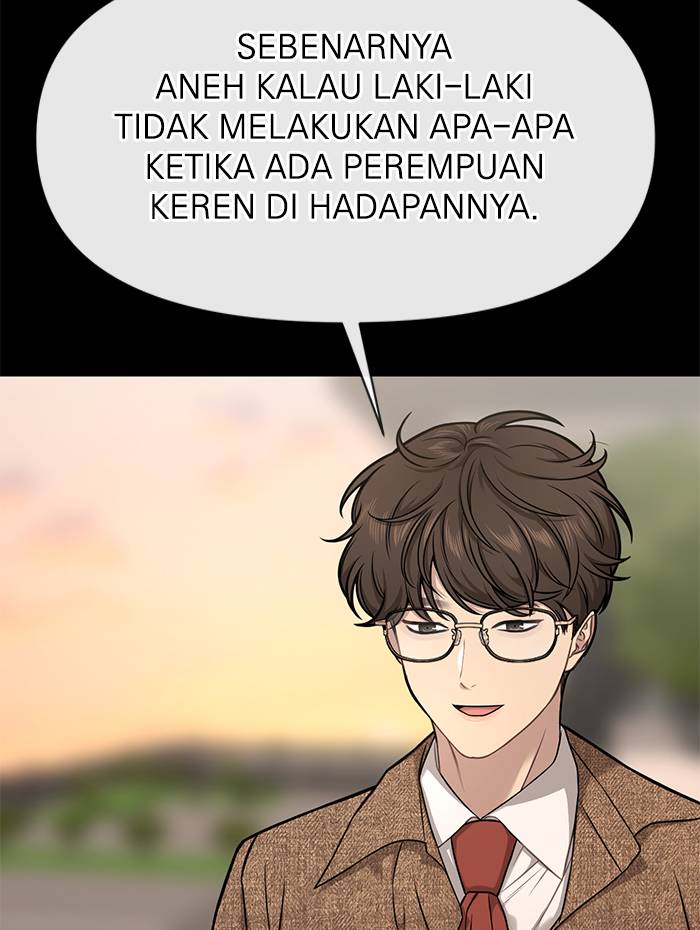 SEBENARNYA
ANEH KALAU LAKI-LAKI
TIDAK MELAKUKAN APA-APA
KETIKA ADA PEREMPUAN
KEREN DI HADAPANNYA.